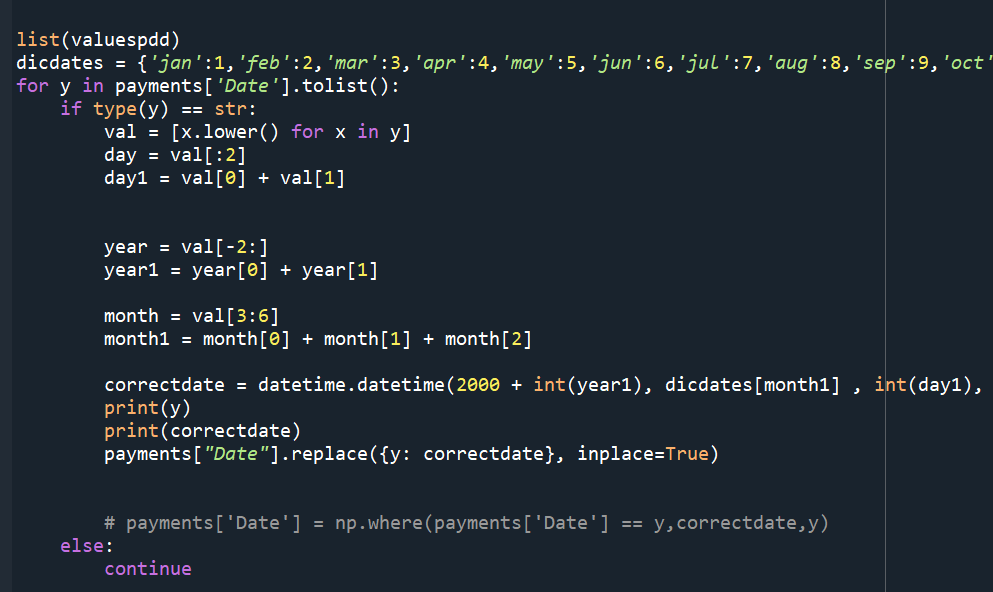 list(valuespdd)
dicdates = {'jan':1,'feb':2,'mar':3,'apr':4,'may':5,'jun':6,'jul':7,'aug':8,'sep':9,'oct'
for y in payments['Date'].tolist():
    if type(y) == str:
        val = [x.lower() for x in y]
        day = val[:2]
        day1 = val[0] + val[1]
        year = val[-2:]
        year1 = year[0] + year[1]
        month = val[3:6]
        month1 = month[0] + month[1] + month[2]
        correctdate = datetime.datetime(2000 + int(year1), dicdates[month1] , int(day1),
        print(y)
        print(correctdate)
        payments["Date"].replace({y: correctdate}, inplace=True)
        # payments['Date'] = np.where(payments['Date'] == y,correctdate,y)
    else:
        continue